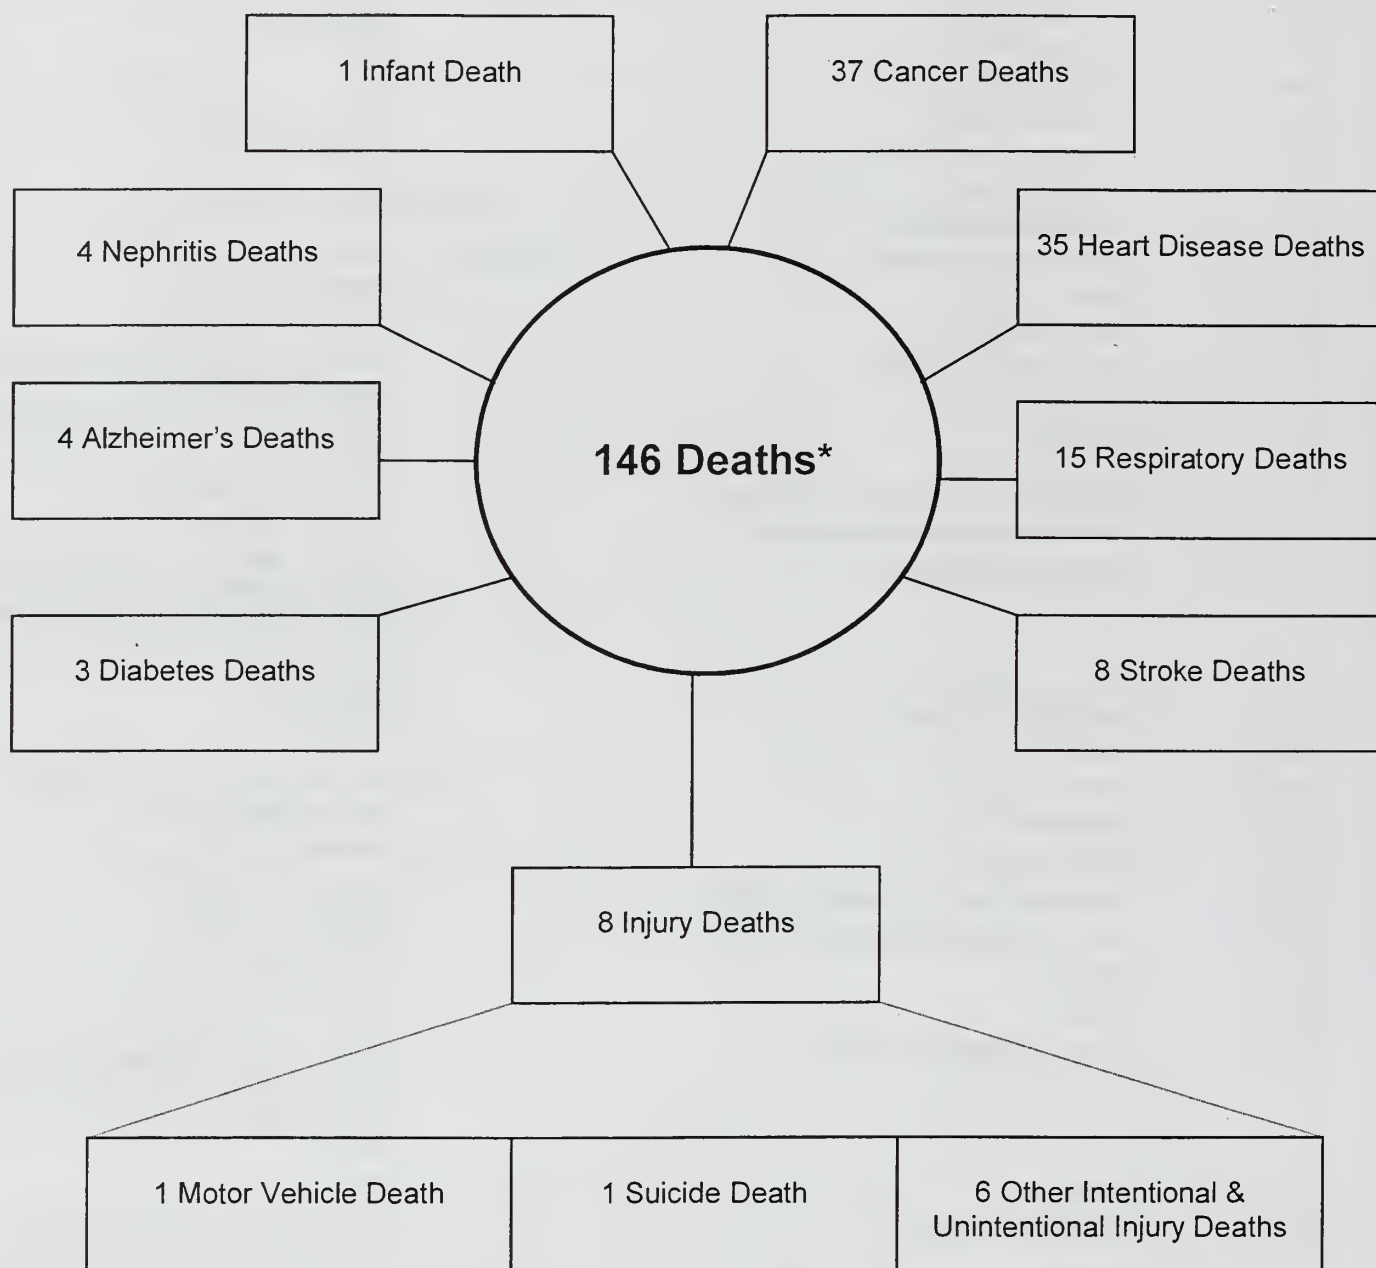 1 Infant Death
37 Cancer Deaths
4 Nephritis Deaths
35 Heart Disease Deaths
4 Alzheimer's Deaths
146 Deaths*
15 Respiratory Deaths
3 Diabetes Deaths
8 Stroke Deaths
8 Injury Deaths
1 Motor Vehicle Death
1 Suicide Death
6 Other Intentional &
Unintentional Injury Deaths